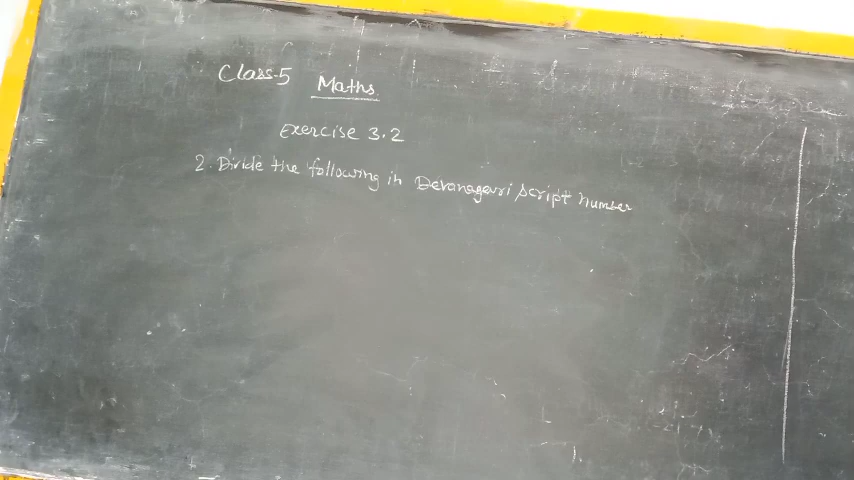 Class-5 Maths
Exercise 3.2
2. Divide the following in Devanagari script number